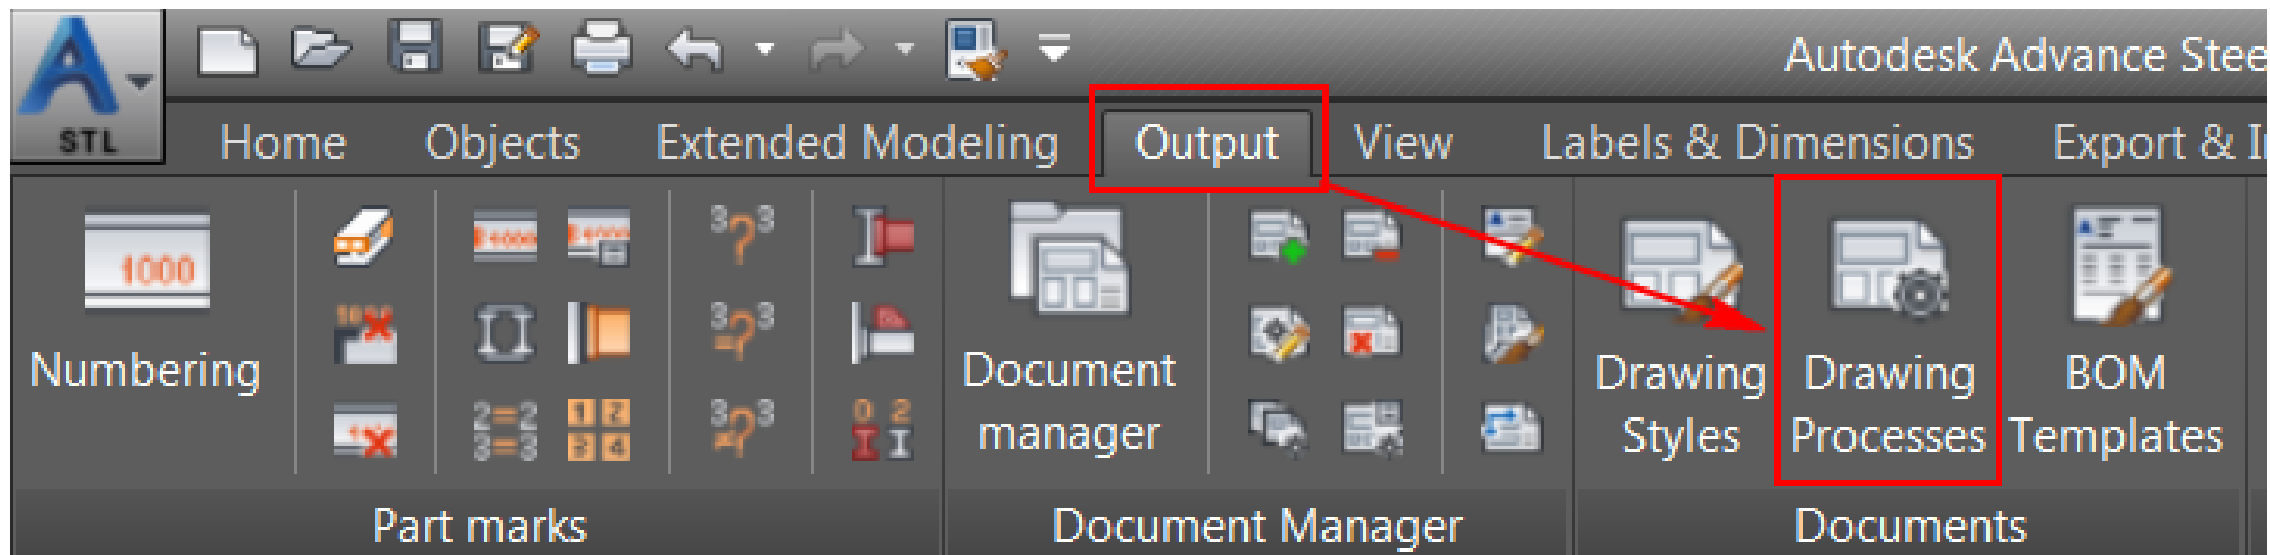 Autodesk Advance Stee
STL
Home Objects Extended Modeling Output View Labels & Dimensions Export & I
1000
Numbering
Document
manager
Drawing
Styles
Drawing
Processes
BOM
Templates
Part marks
Document Manager
Documents